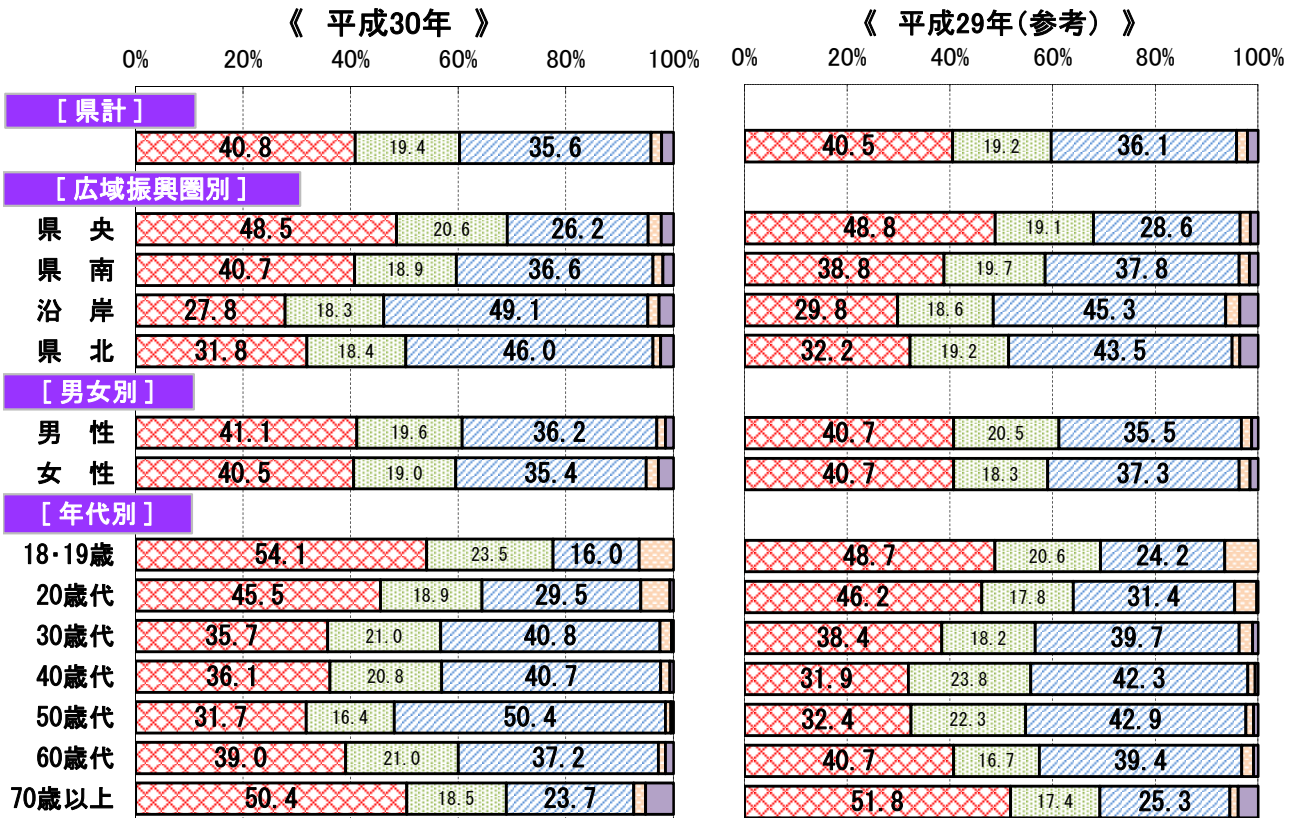 《 平成30年 》 《 平成29年(参考) 》
0% 20% 40% 60% 80% 100% 0% 20% 40% 60% 80% 100%
[ 県計 ]
40.8 19.4 35.6 40.5 19.2 36.1
[ 広域振興圏別 ]
県 央 48.5 20.6 26.2 48.8 19.1 28.6
県 南 40.7 18.9 36.6 38.8 19.7 37.8
沿 岸 27.8 18.3 49.1 29.8 18.6 45.3
県 北 31.8 18.4 46.0 32.2 19.2 43.5
[ 男女別 ]
男 性 41.1 19.6 36.2 40.7 20.5 35.5
女 性 40.5 19.0 35.4 40.7 18.3 37.3
[ 年代別 ]
18・19歳 54.1 23.5 16.0 48.7 20.6 24.2
20歳代 45.5 18.9 29.5 46.2 17.8 31.4
30歳代 35.7 21.0 40.8 38.4 18.2 39.7
40歳代 36.1 20.8 40.7 31.9 23.8 42.3
50歳代 31.7 16.4 50.4 32.4 22.3 42.9
60歳代 39.0 21.0 37.2 40.7 16.7 39.4
70歳以上 50.4 18.5 23.7 51.8 17.4 25.3